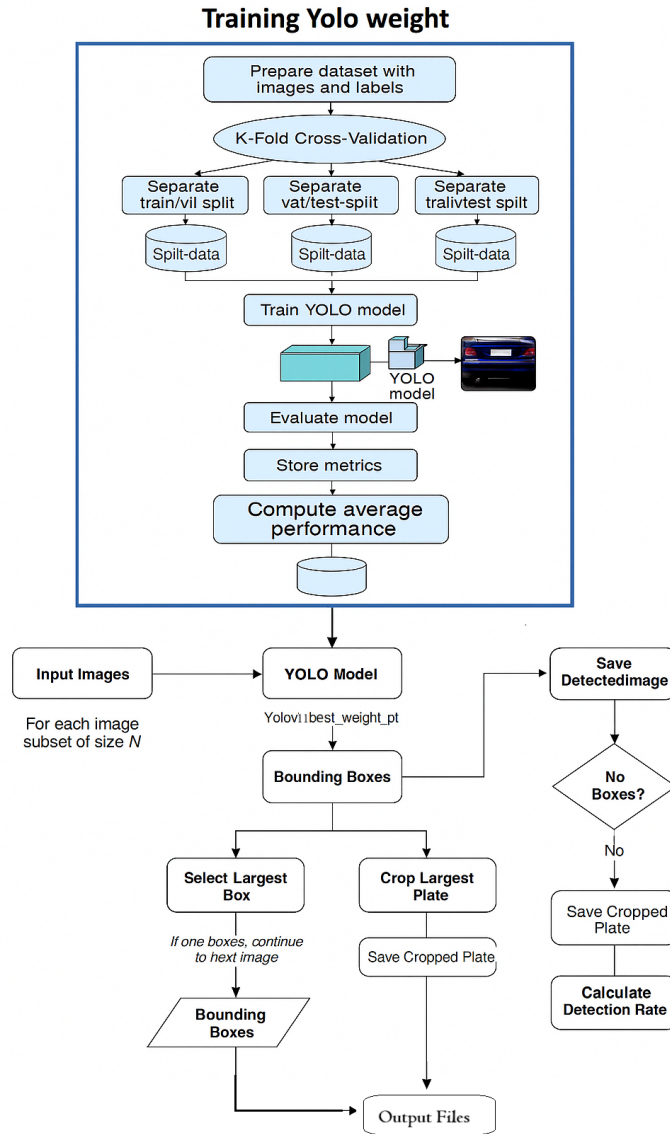 Training Yolo weight
Prepare dataset with
images and labels
K-Fold Cross-Validation
Separate
train/vil split
Separate
vat/test-spiit
Separate
tralivtest spilt
Spilt-data
Spilt-data
Spilt-data
Train YOLO model
YOLO
model
Evaluate model
Store metrics
Compute average
performance
Input Images
YOLO Model
Save
Detectedimage
For each image
subset of size N
Yolov11best_weight_pt
Bounding Boxes
No
Boxes?
No
Select Largest
Box
Crop Largest
Plate
Save Cropped
Plate
If one boxes, continue
to hext image
Save Cropped Plate
Calculate
Detection Rate
Bounding
Boxes
Output Files